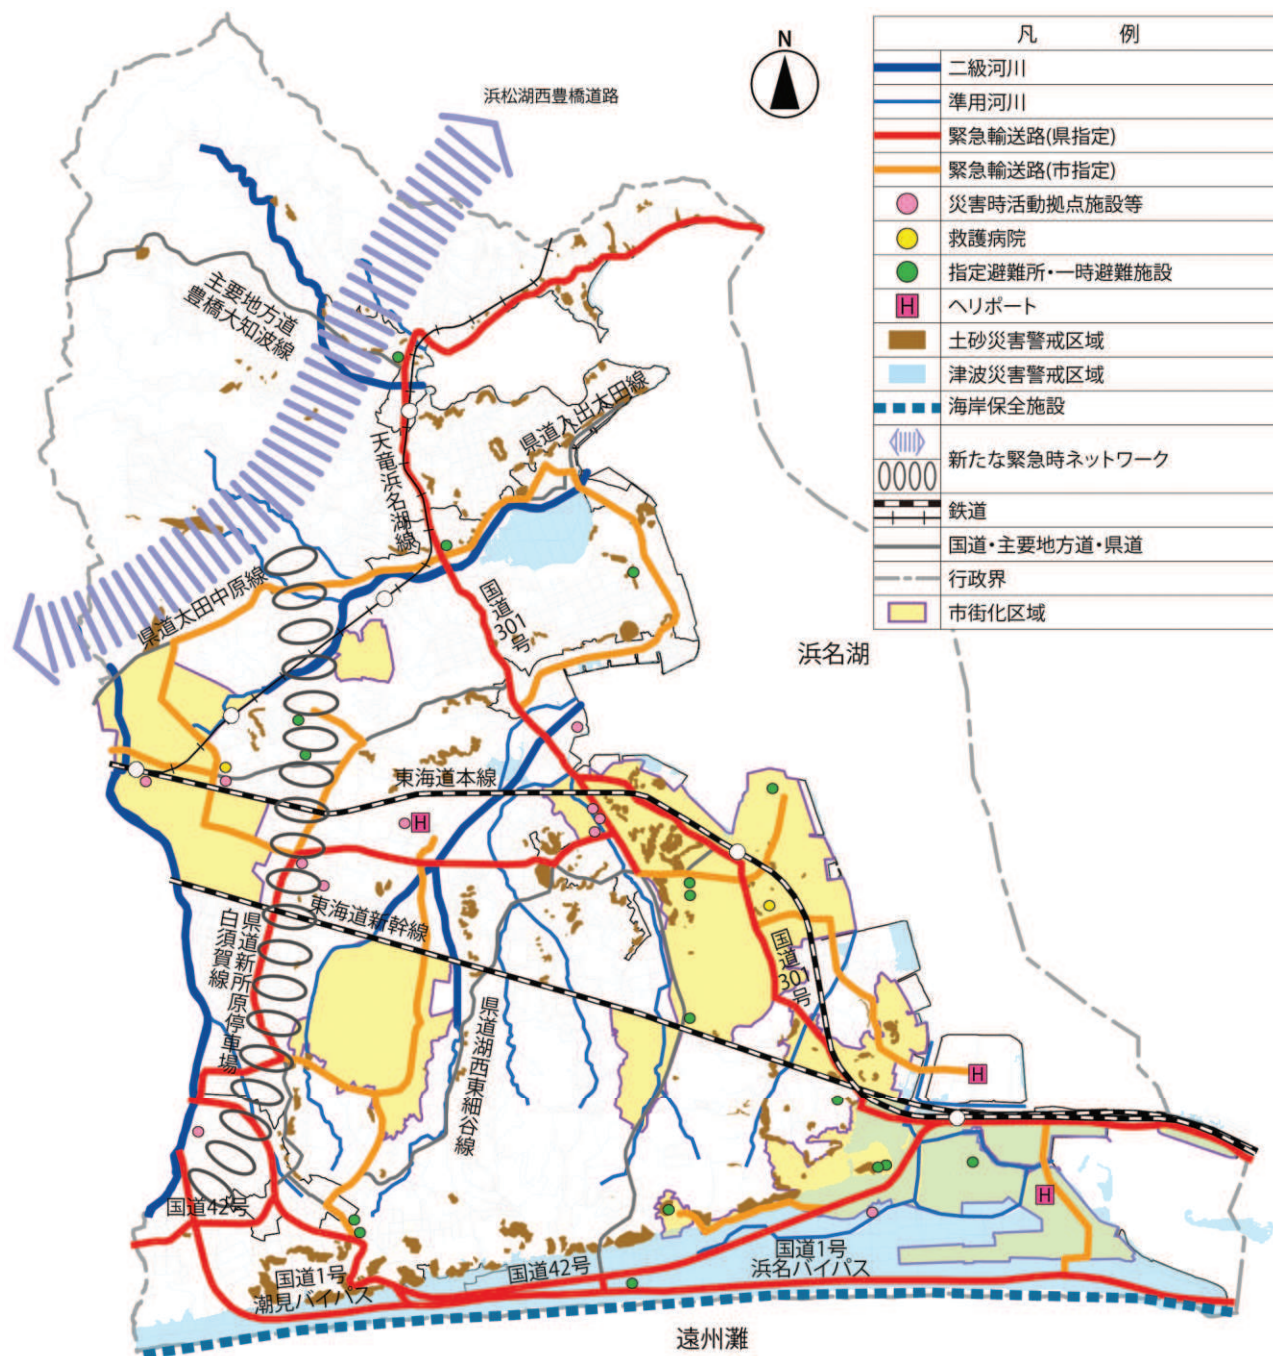 N
浜松湖西豊橋道路
凡 例
二級河川
準用河川
緊急輸送路(県指定)
緊急輸送路(市指定)
災害時活動拠点施設等
救護病院
指定避難所・一時避難施設
H
ヘリポート
土砂災害警戒区域
津波災害警戒区域
海岸保全施設
新たな緊急時ネットワーク
鉄道
国道・主要地方道・県道
行政界
市街化区域
主要地方道
豊橋大知波線
県道入出太田線
天竜浜名湖線
県道太田中原線
国道301号
浜名湖
東海道本線
H
東海道新幹線
県道新所原停車場
白須賀線
国道301号
県道湖西東細谷線
H
H
国道42号
国道1号
潮見バイパス
国道42号
国道1号
浜名バイパス
遠州灘